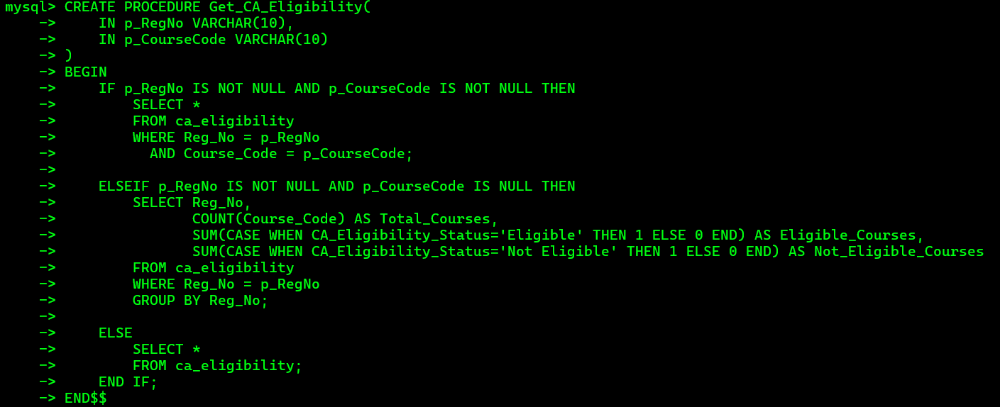 mysql> CREATE PROCEDURE Get_CA_Eligibility(
    ->     IN p_RegNo VARCHAR(10),
    ->     IN p_CourseCode VARCHAR(10)
    -> )
    -> BEGIN
    ->     IF p_RegNo IS NOT NULL AND p_CourseCode IS NOT NULL THEN
    ->         SELECT *
    ->         FROM ca_eligibility
    ->         WHERE Reg_No = p_RegNo
    ->           AND Course_Code = p_CourseCode;
    ->
    ->     ELSEIF p_RegNo IS NOT NULL AND p_CourseCode IS NULL THEN
    ->         SELECT Reg_No,
    ->                COUNT(Course_Code) AS Total_Courses,
    ->                SUM(CASE WHEN CA_Eligibility_Status='Eligible' THEN 1 ELSE 0 END) AS Eligible_Courses,
    ->                SUM(CASE WHEN CA_Eligibility_Status='Not Eligible' THEN 1 ELSE 0 END) AS Not_Eligible_Courses
    ->         FROM ca_eligibility
    ->         WHERE Reg_No = p_RegNo
    ->         GROUP BY Reg_No;
    ->
    ->     ELSE
    ->         SELECT *
    ->         FROM ca_eligibility;
    ->     END IF;
    -> END$$